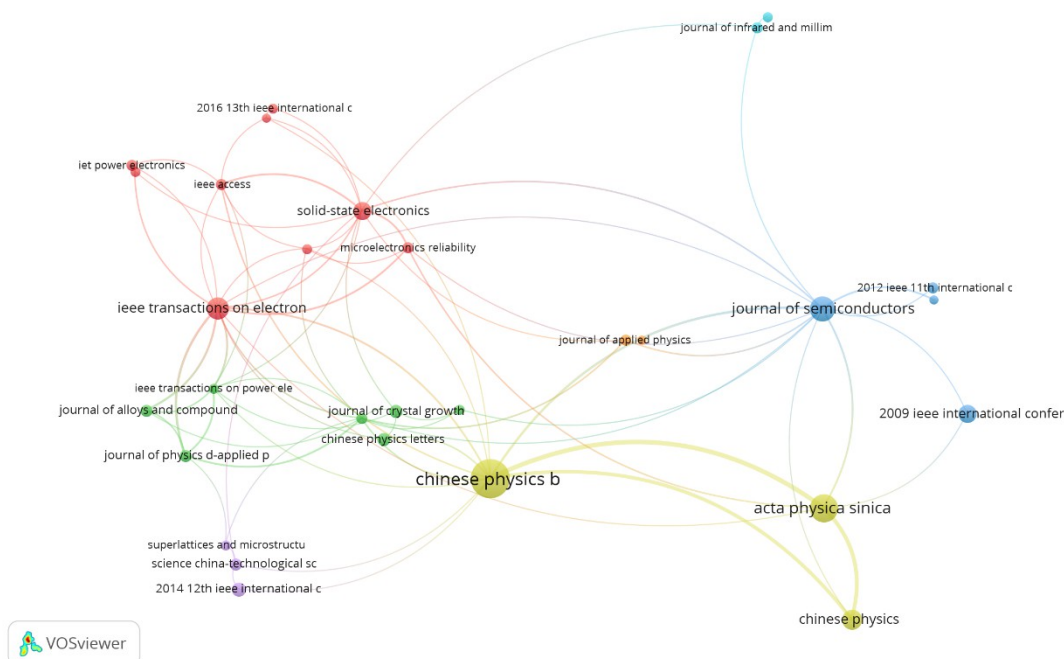 journal of infrared and millim
2016 13th ieee international c
iet power electronics
ieee access
solid-state electronics
microelectronics reliability
2012 ieee 11th international c
ieee transactions on electron
journal of semiconductors
journal of applied physics
ieee transactions on power ele
journal of alloys and compound
journal of crystal growth
2009 ieee international confer
chinese physics letters
journal of physics d-applied p
chinese physics b
acta physica sinica
superlattices and microstructu
science china-technological sc
2014 12th ieee international c
chinese physics
VOSviewer